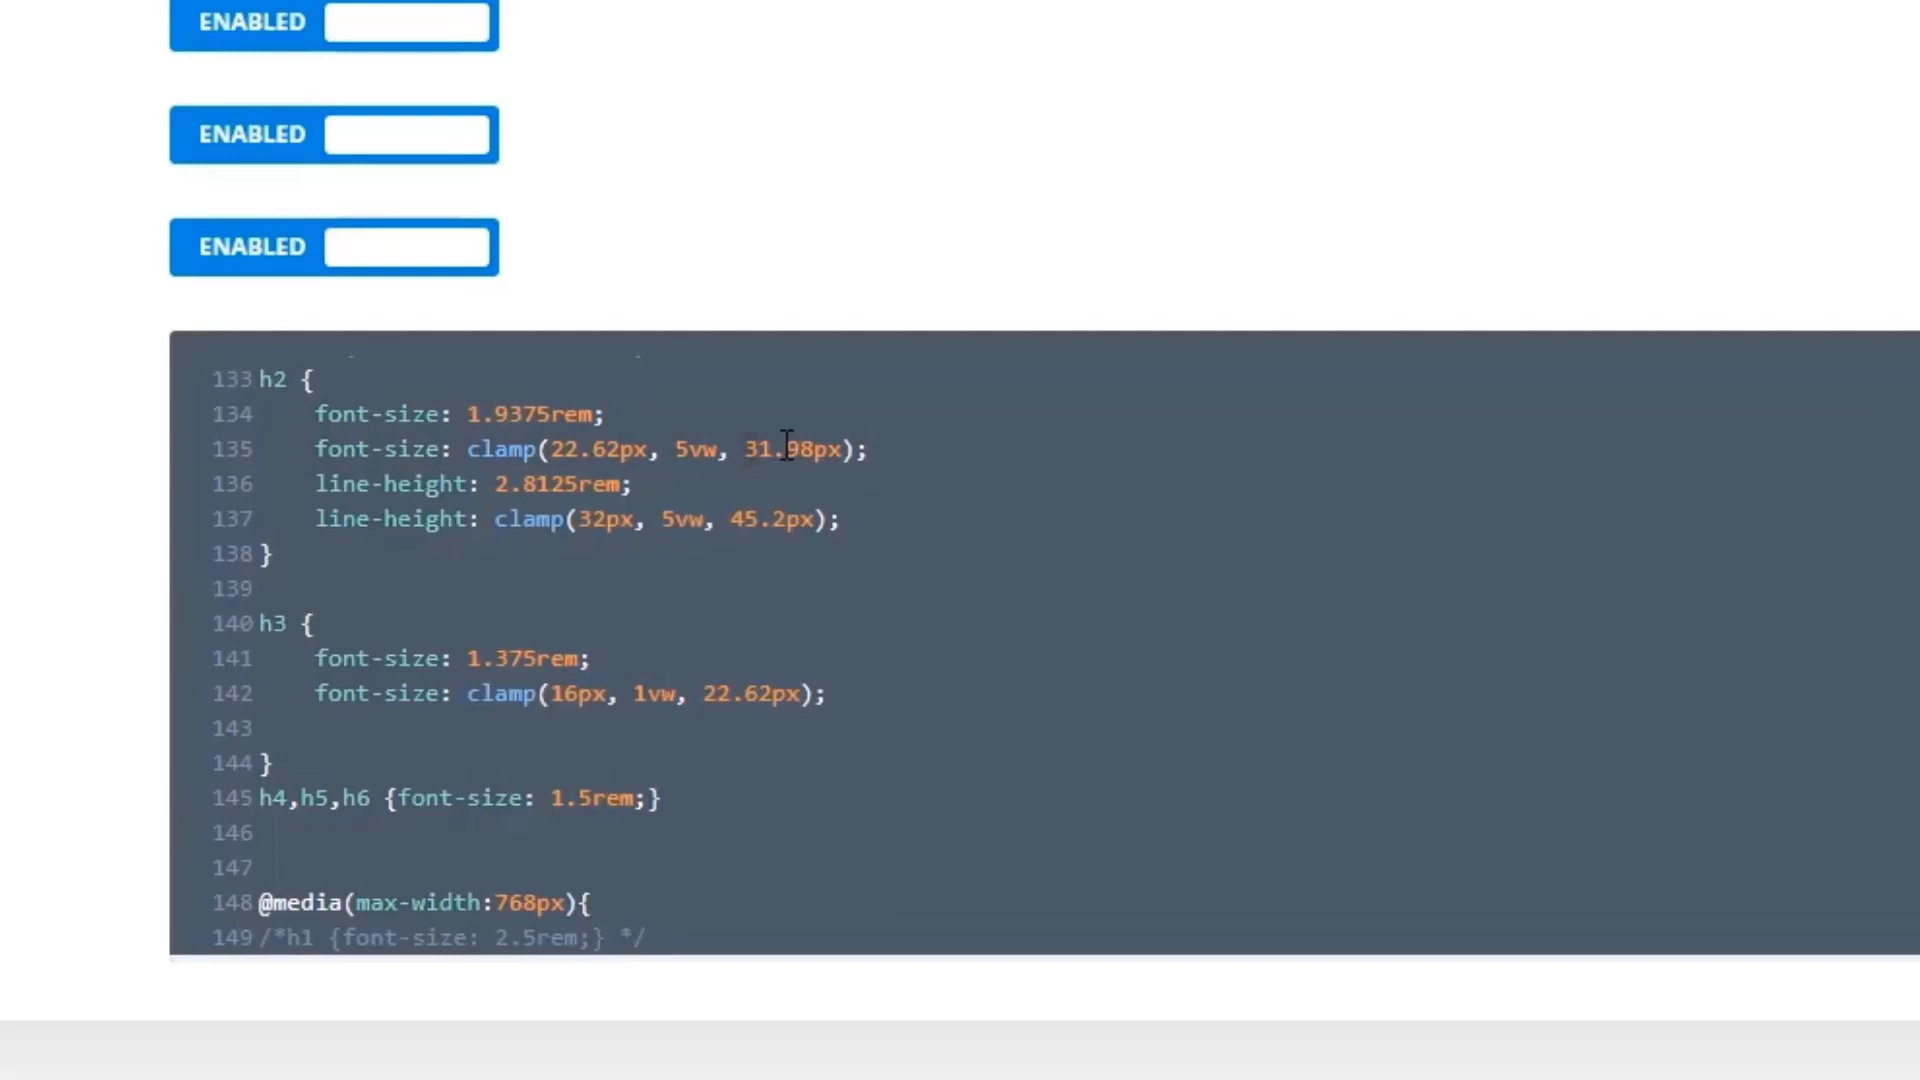 ENABLED
ENABLED
ENABLED
133 h2 {
134 font-size: 1.9375rem;
135 font-size: clamp(22.62px, 5vw, 31.98px);
136 line-height: 2.8125rem;
137 line-height: clamp(32px, 5vw, 45.2px);
138 }
139
140 h3 {
141 font-size: 1.375rem;
142 font-size: clamp(16px, 1vw, 22.62px);
143
144 }
145 h4,h5,h6 {font-size: 1.5rem;}
146
147
148 @media(max-width:768px){
149 /*h1 {font-size: 2.5rem;} */